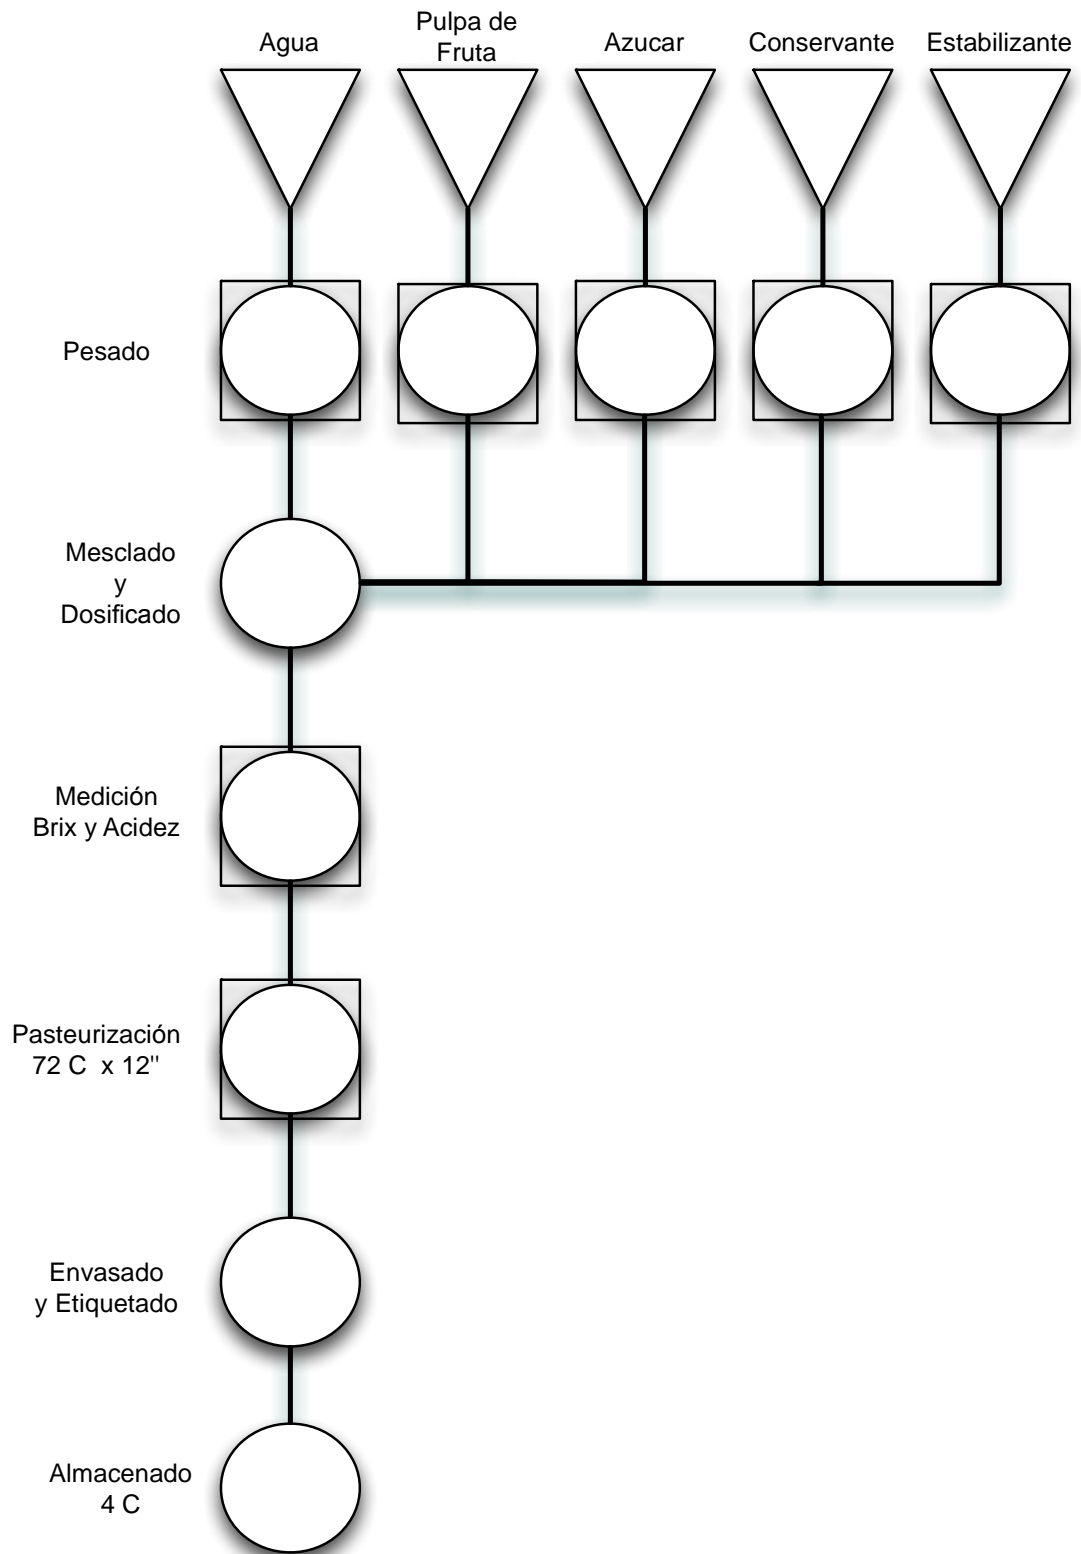 Agua
Pulpa de
Fruta
Azucar
Conservante
Estabilizante
Pesado
Mesclado
y
Dosificado
Medición
Brix y Acidez
Pasteurización
72 C  x 12"
Envasado
y Etiquetado
Almacenado
4 C